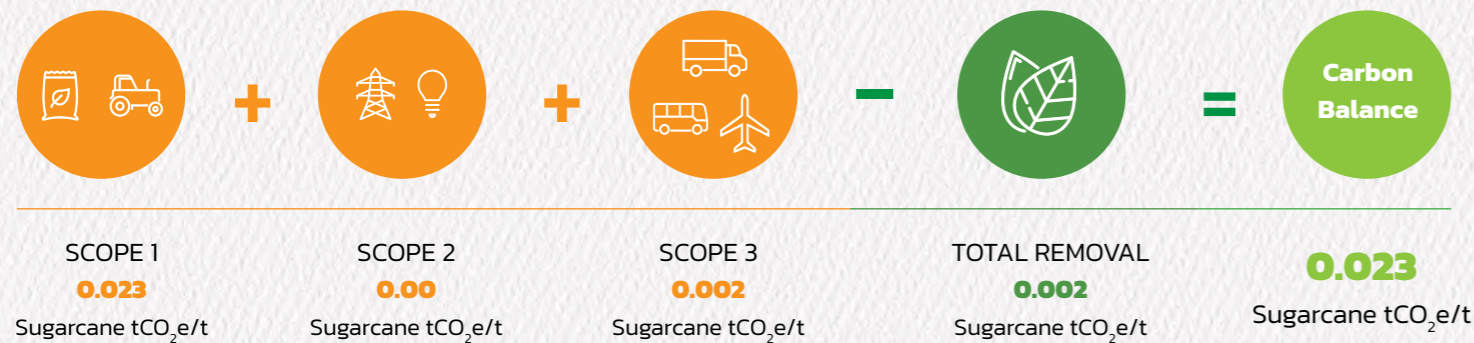 Carbon
Balance
SCOPE 1
0.023
Sugarcane tCO₂e/t
SCOPE 2
0.00
Sugarcane tCO₂e/t
SCOPE 3
0.002
Sugarcane tCO₂e/t
TOTAL REMOVAL
0.002
Sugarcane tCO₂e/t
0.023
Sugarcane tCO₂e/t